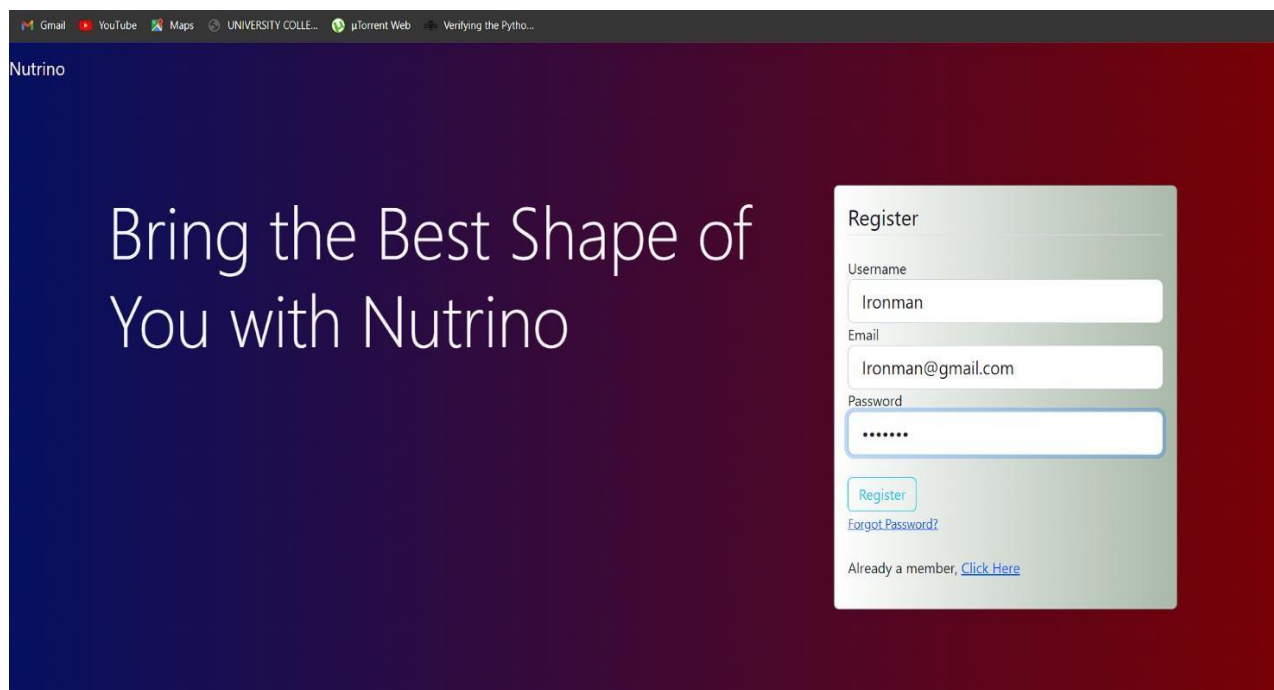 Gmail YouTube Maps UNIVERSITY COLLE... µTorrent Web Verifying the Pytho...
Nutrino
Bring the Best Shape of
You with Nutrino
Register
Username
Ironman
Email
Ironman@gmail.com
Password
•••••••
Register
Forgot Password?
Already a member, Click Here